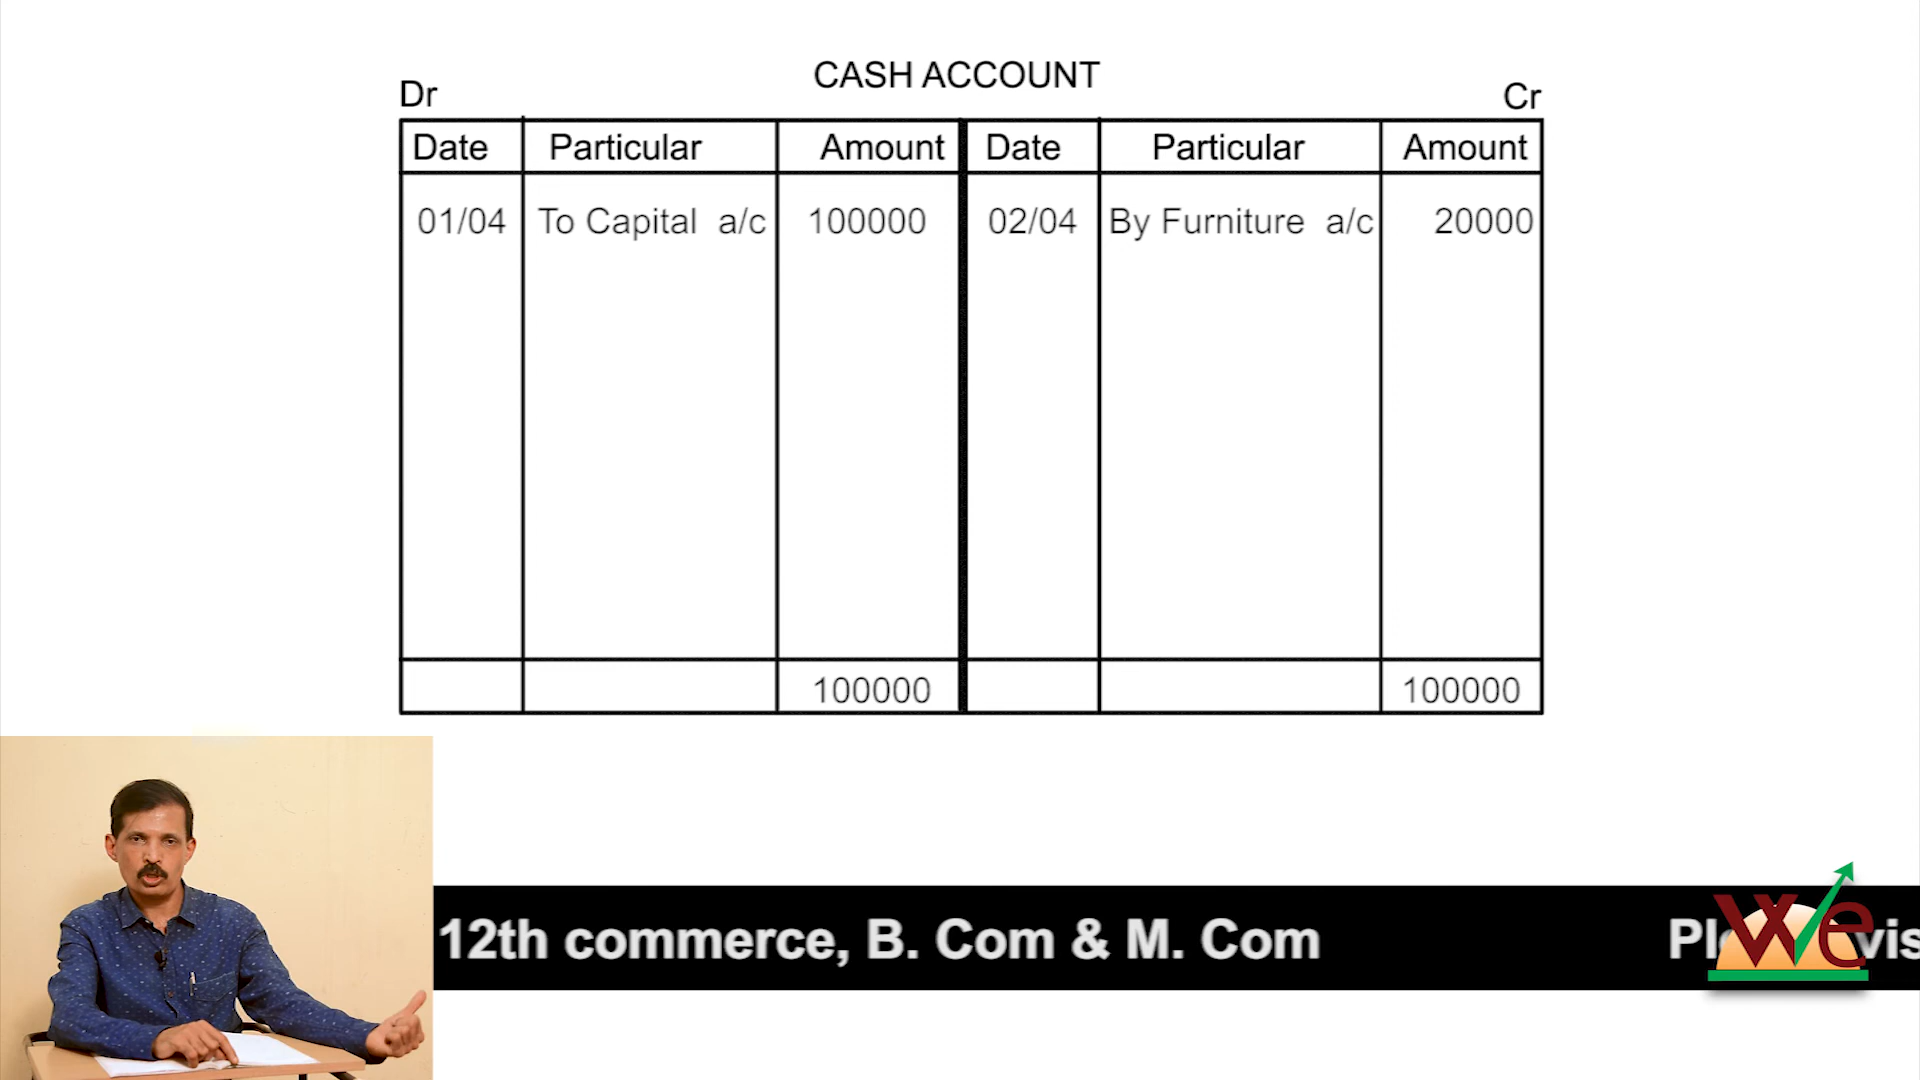 CASH ACCOUNT
Dr Cr
Date Particular Amount Date Particular Amount
01/04 To Capital a/c 100000 02/04 By Furniture a/c 20000
100000 100000
12th commerce, B. Com & M. Com
we